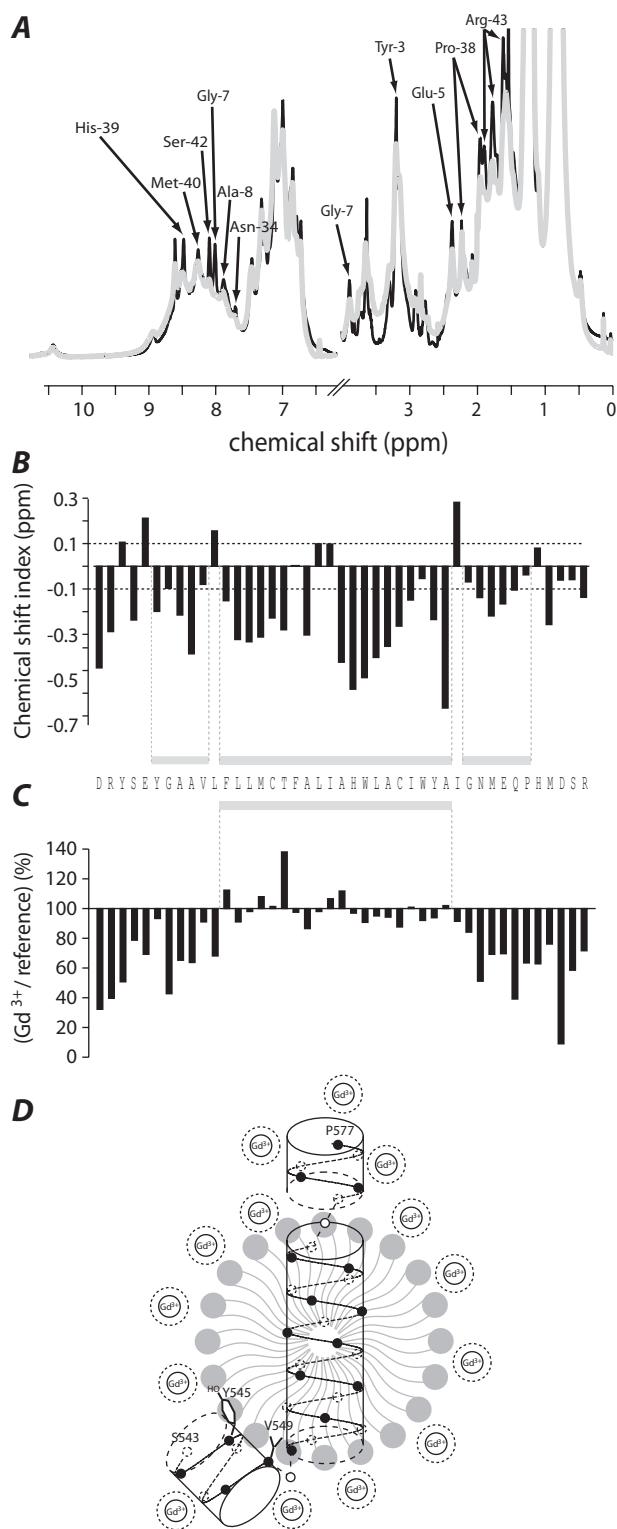 A
Arg-43
Tyr-3
Pro-38
Glu-5
Gly-7
His-39
Ser-42
Met-40
Ala-8
Asn-34
Gly-7
10 9 8 7 3 2 1 0
chemical shift (ppm)
B
Chemical shift index (ppm)
0.3
0.1
-0.1
-0.3
-0.5
-0.7
D R Y S E Y G A A V L F L L M C T F A L I A H W L A C I W Y A I G N M E Q P H M D S R
C
(Gd 3+/ reference) (%)
140
120
100
80
60
40
20
0
D
Gd3+
P577
Gd3+
Gd3+
Gd3+
Gd3+
Gd3+
Gd3+
Gd3+
Gd3+
Gd3+
HO
Y545
S543
V549
Gd3+
Gd3+
Gd3+
Gd3+